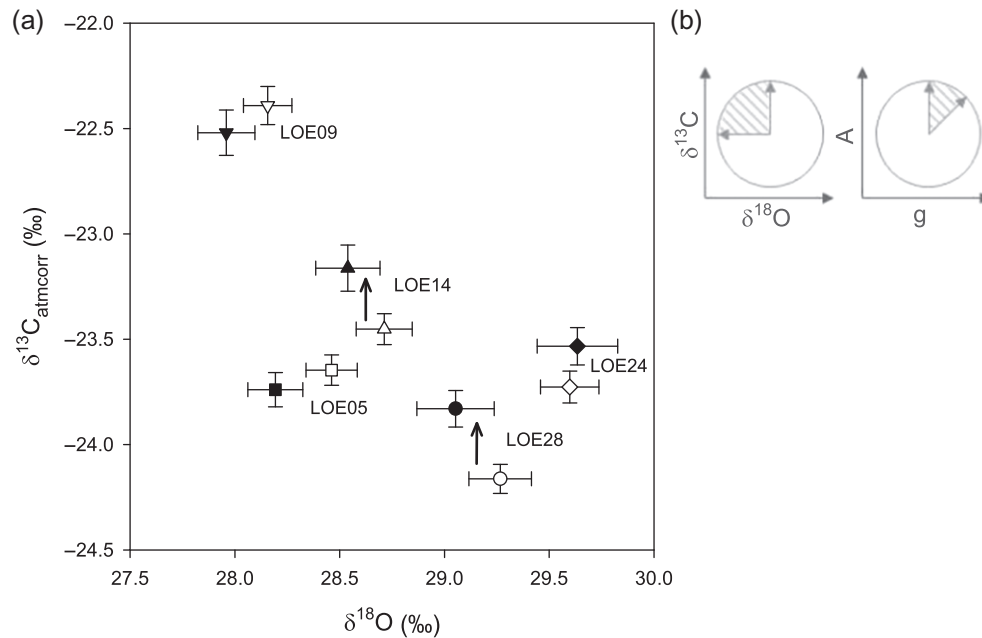 (a)
−22.0
−22.5
−23.0
−23.5
−24.0
−24.5
δ13Catmcorr (‰)
27.5 28.0 28.5 29.0 29.5 30.0
δ18O (‰)
LOE09
LOE14
LOE24
LOE05
LOE28
(b)
δ13C
δ18O
A
g